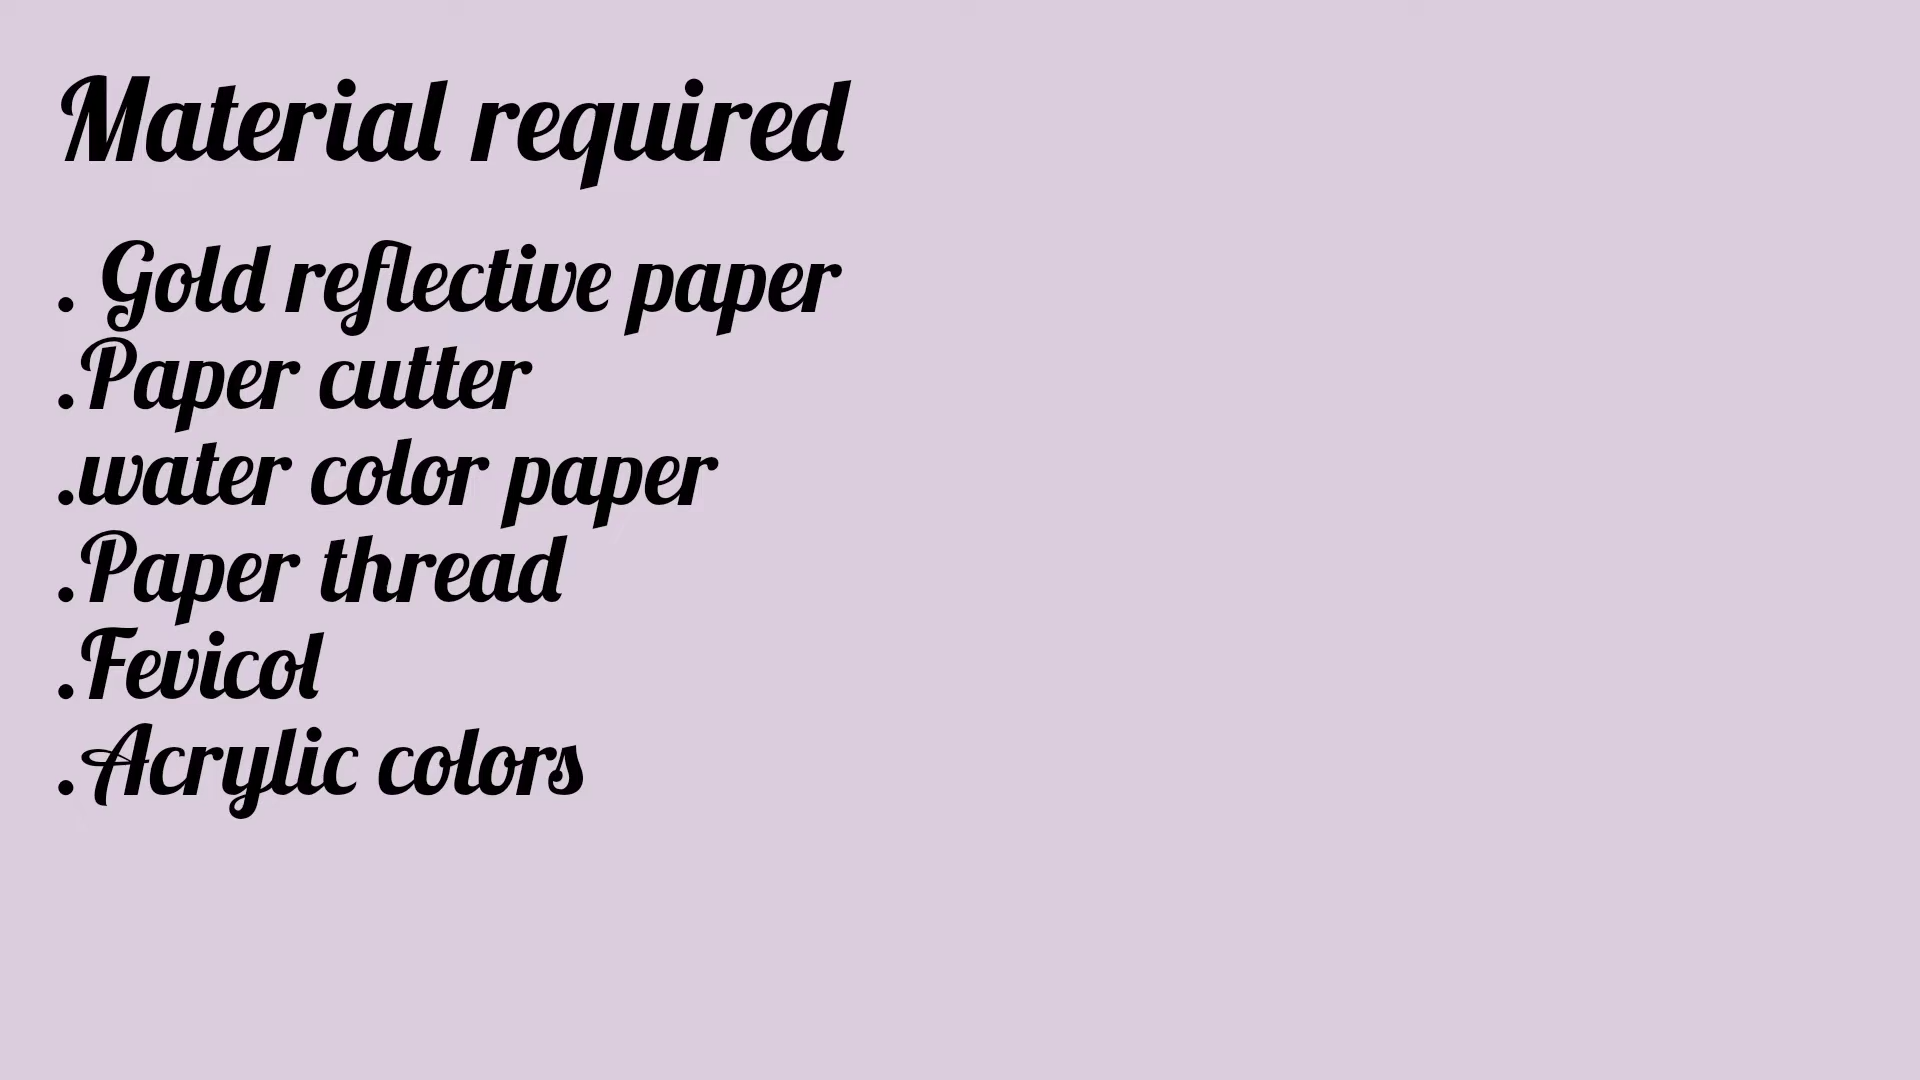 Material required
. Gold reflective paper
.Paper cutter
.water color paper
.Paper thread
.Fevicol
.Acrylic colors